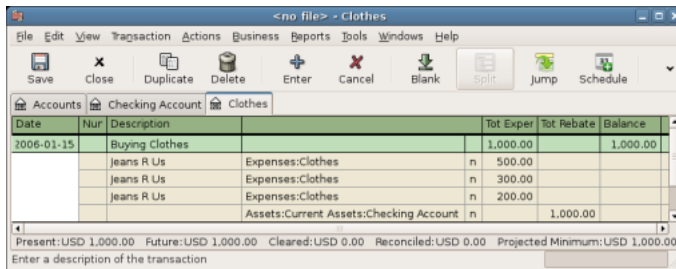 <no file> - Clothes
File Edit View Transaction Actions Business Reports Tools Windows Help
Save Close Duplicate Delete Enter Cancel Blank Split Jump Schedule
Accounts Checking Account Clothes
Date Nur Description Tot Exper Tot Rebate Balance
2006-01-15 Buying Clothes 1,000.00 1,000.00
Jeans R Us Expenses:Clothes n 500.00
Jeans R Us Expenses:Clothes n 300.00
Jeans R Us Expenses:Clothes n 200.00
Assets:Current Assets:Checking Account n 1,000.00
Present:USD 1,000.00 Future:USD 1,000.00 Cleared:USD 0.00 Reconciled:USD 0.00 Projected Minimum:USD 1,000.00
Enter a description of the transaction